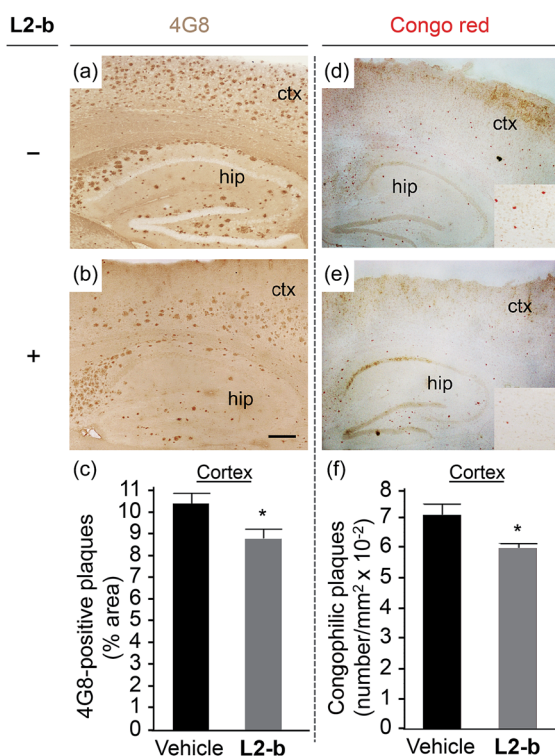 L2-b 4G8 Congo red
(a) ctx hip
(d) ctx hip
−
(b) ctx hip
(e) ctx hip
+
(c) Cortex
4G8-positive plaques
(% area)
11
10
9
8
7
6
5
4
3
2
1
0
*
Vehicle L2-b
(f) Cortex
Congophilic plaques
(number/mm² x 10⁻²)
8
7
6
5
4
3
2
1
0
*
Vehicle L2-b